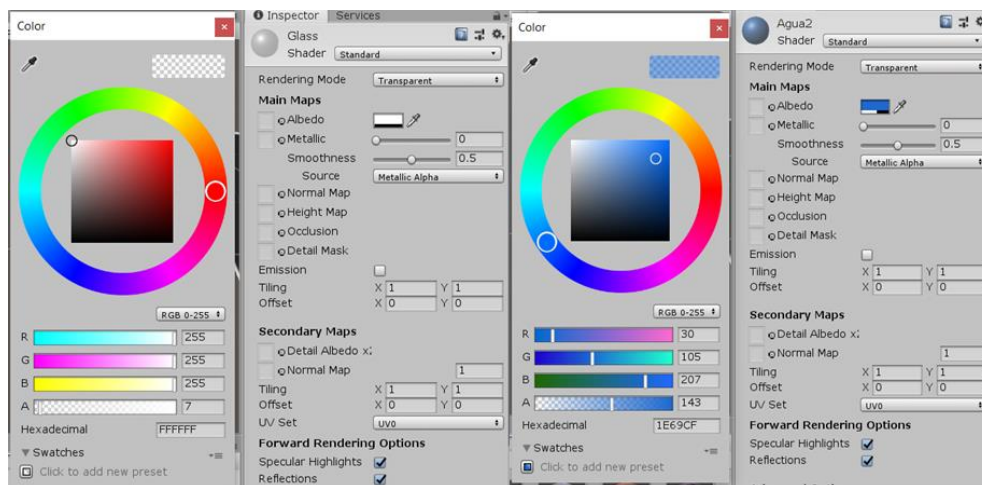 Color
RGB 0-255
R 255
G 255
B 255
A 7
Hexadecimal FFFFFF
Swatches
Click to add new preset
Inspector Services
Glass
Shader Standard
Rendering Mode Transparent
Main Maps
Albedo
Metallic 0
Smoothness 0.5
Source Metallic Alpha
Normal Map
Height Map
Occlusion
Detail Mask
Emission
Tiling X 1 Y 1
Offset X 0 Y 0
Secondary Maps
Detail Albedo x
Normal Map 1
Tiling X 1 Y 1
Offset X 0 Y 0
UV Set UV0
Forward Rendering Options
Specular Highlights
Reflections
Color
RGB 0-255
R 30
G 105
B 207
A 143
Hexadecimal 1E69CF
Swatches
Click to add new preset
Agua2
Shader Standard
Rendering Mode Transparent
Main Maps
Albedo
Metallic 0
Smoothness 0.5
Source Metallic Alpha
Normal Map
Height Map
Occlusion
Detail Mask
Emission
Tiling X 1 Y 1
Offset X 0 Y 0
Secondary Maps
Detail Albedo x
Normal Map 1
Tiling X 1 Y 1
Offset X 0 Y 0
UV Set UV0
Forward Rendering Options
Specular Highlights
Reflections